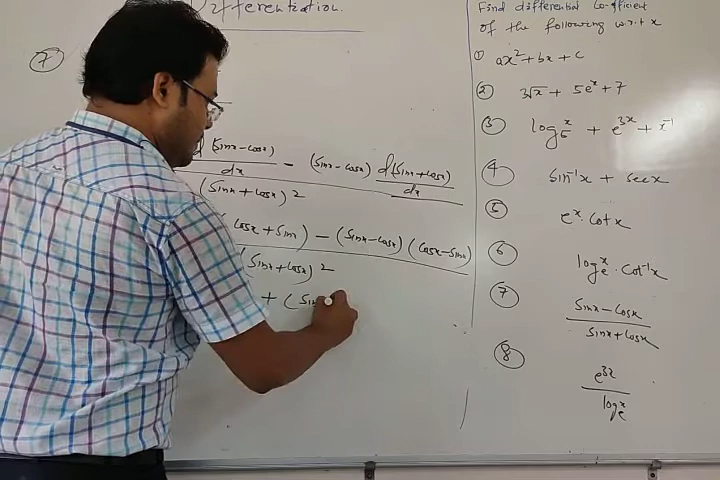 Differentiation.
7
d(sinx-cosx)/dx - (sinx-cosx) d(sinx+cosx)/dx
(sinx+cosx)²
(cosx+sinx) - (sinx-cosx)(cosx-sinx)
(sinx+cosx)²
+ (sin
Find differential co-efficient
of the following w.r.t x
1 ax²+bx+c
2 3√x + 5eˣ + 7
3 log₅ˣ + e³ˣ + x⁻¹
4 sin⁻¹x + secx
5 eˣ. cotx
6 logₑˣ. cot⁻¹x
7 sinx-cosx
sinx+cosx
8 e³ˣ
logₑˣ